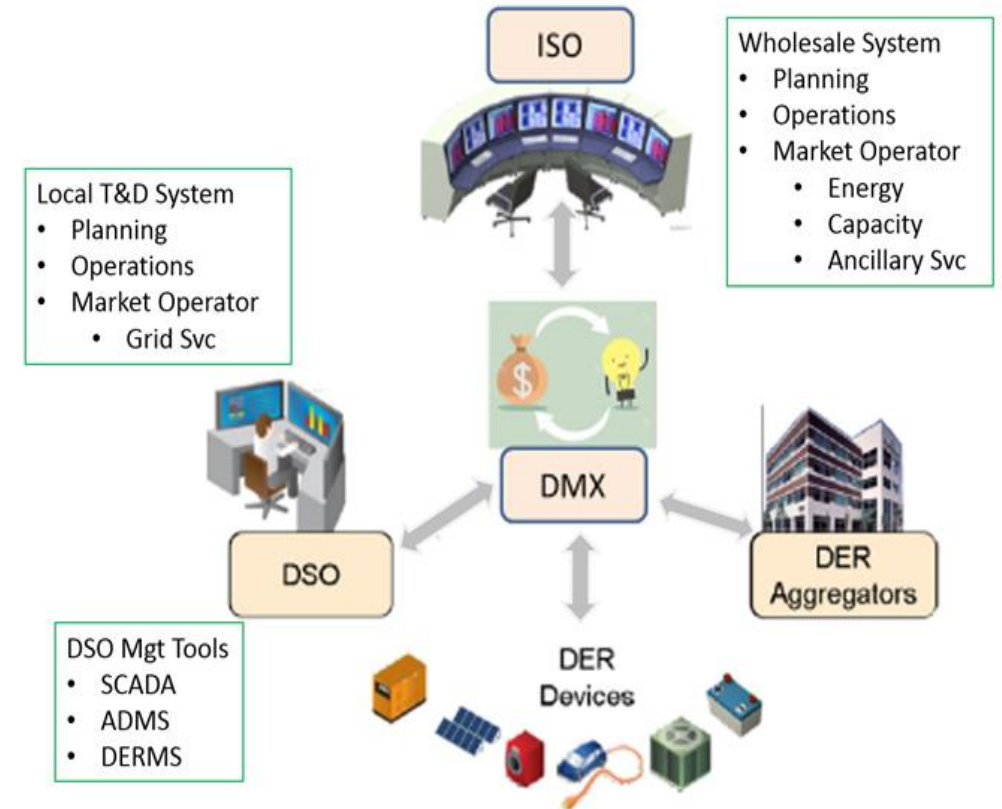 ISO
Wholesale System
• Planning
• Operations
• Market Operator
• Energy
• Capacity
• Ancillary Svc
Local T&D System
• Planning
• Operations
• Market Operator
• Grid Svc
$
DMX
DSO
DER
Aggregators
DSO Mgt Tools
• SCADA
• ADMS
• DERMS
DER
Devices